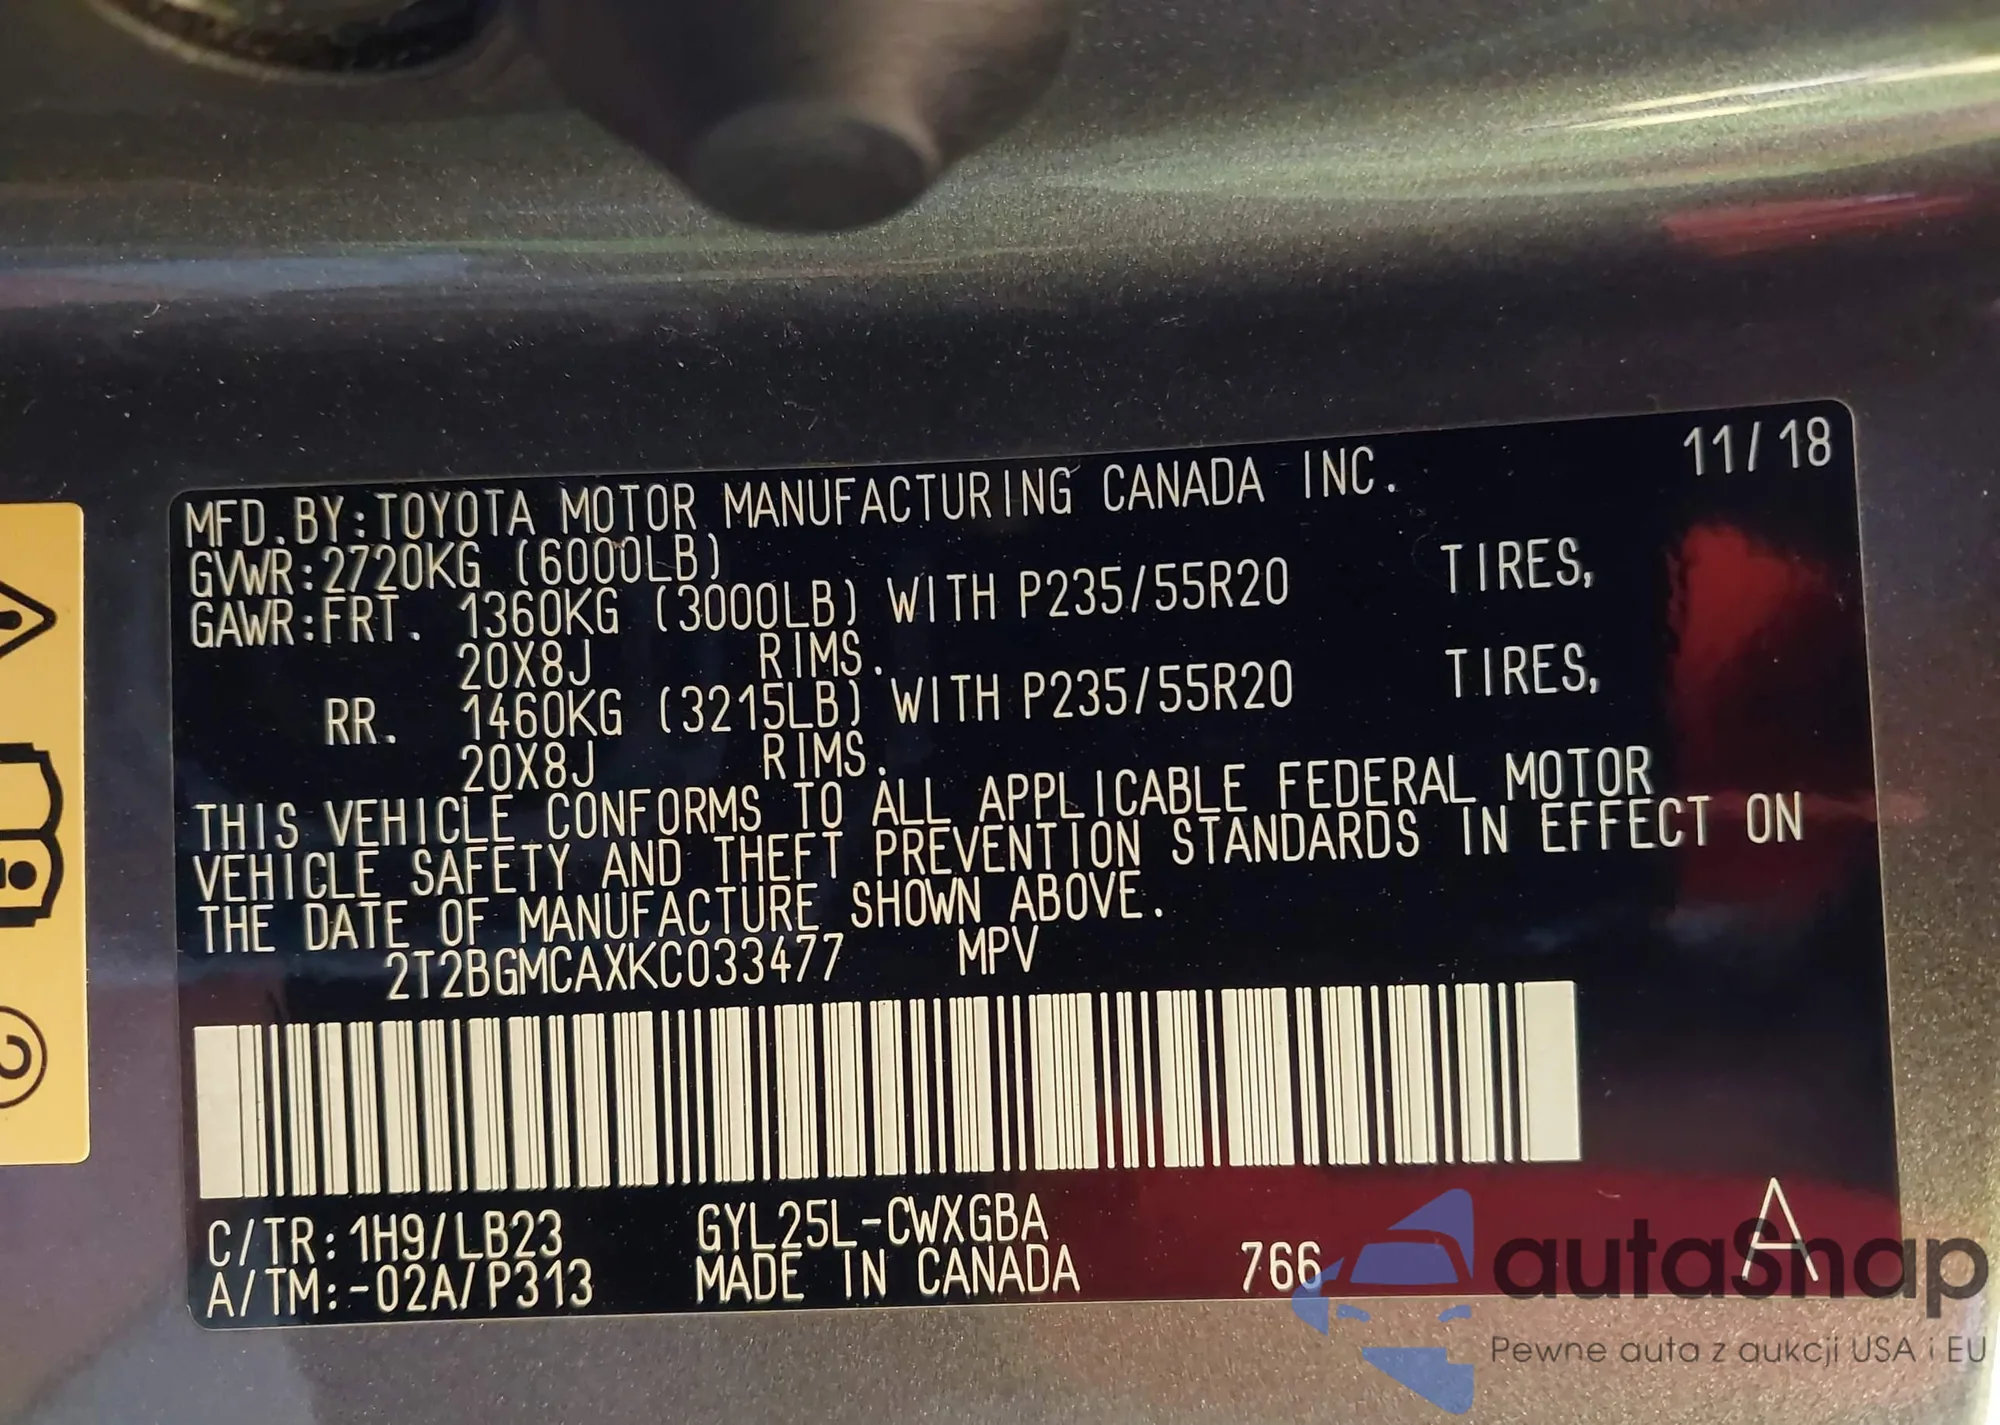 11/18
MFD.BY:TOYOTA MOTOR MANUFACTURING CANADA INC.
GVWR:2720KG (6000LB)
GAWR:FRT. 1360KG (3000LB) WITH P235/55R20 TIRES,
20X8J RIMS.
RR. 1460KG (3215LB) WITH P235/55R20 TIRES,
20X8J RIMS.
THIS VEHICLE CONFORMS TO ALL APPLICABLE FEDERAL MOTOR
VEHICLE SAFETY AND THEFT PREVENTION STANDARDS IN EFFECT ON
THE DATE OF MANUFACTURE SHOWN ABOVE.
2T2BGMCAXKC033477 MPV
C/TR:1H9/LB23 GYL25L-CWXGBA
A/TM:-02A/P313 MADE IN CANADA 766 A
autaSnap
Pewne auta z aukcji USA i EU